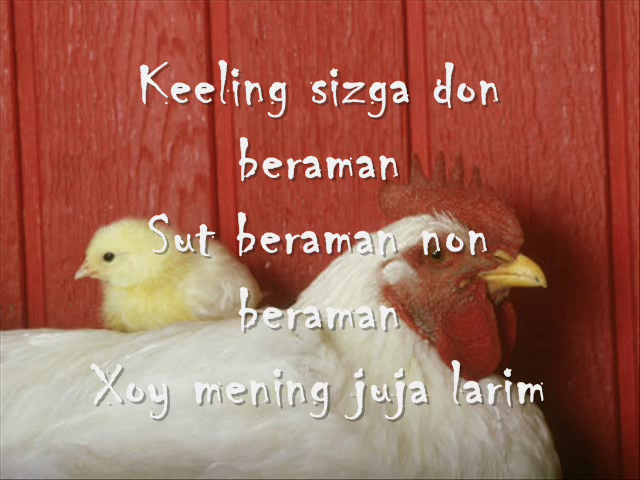 Keeling sizga don
beraman
Sut beraman non
beraman
Xoy mening juja larim